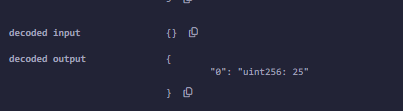 decoded input {}
decoded output {
"0": "uint256: 25"
}